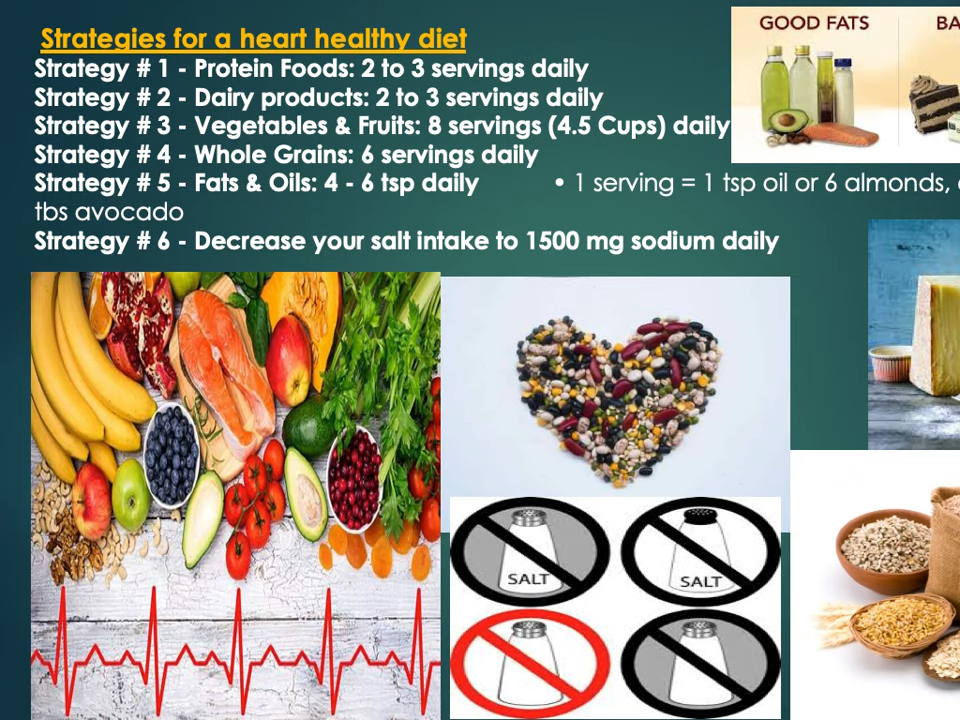 Strategies for a heart healthy diet
Strategy # 1 - Protein Foods: 2 to 3 servings daily
Strategy # 2 - Dairy products: 2 to 3 servings daily
Strategy # 3 - Vegetables & Fruits: 8 servings (4.5 Cups) daily
Strategy # 4 - Whole Grains: 6 servings daily
Strategy # 5 - Fats & Oils: 4 - 6 tsp daily • 1 serving = 1 tsp oil or 6 almonds,
tbs avocado
Strategy # 6 - Decrease your salt intake to 1500 mg sodium daily
GOOD FATS
SALT
SALT